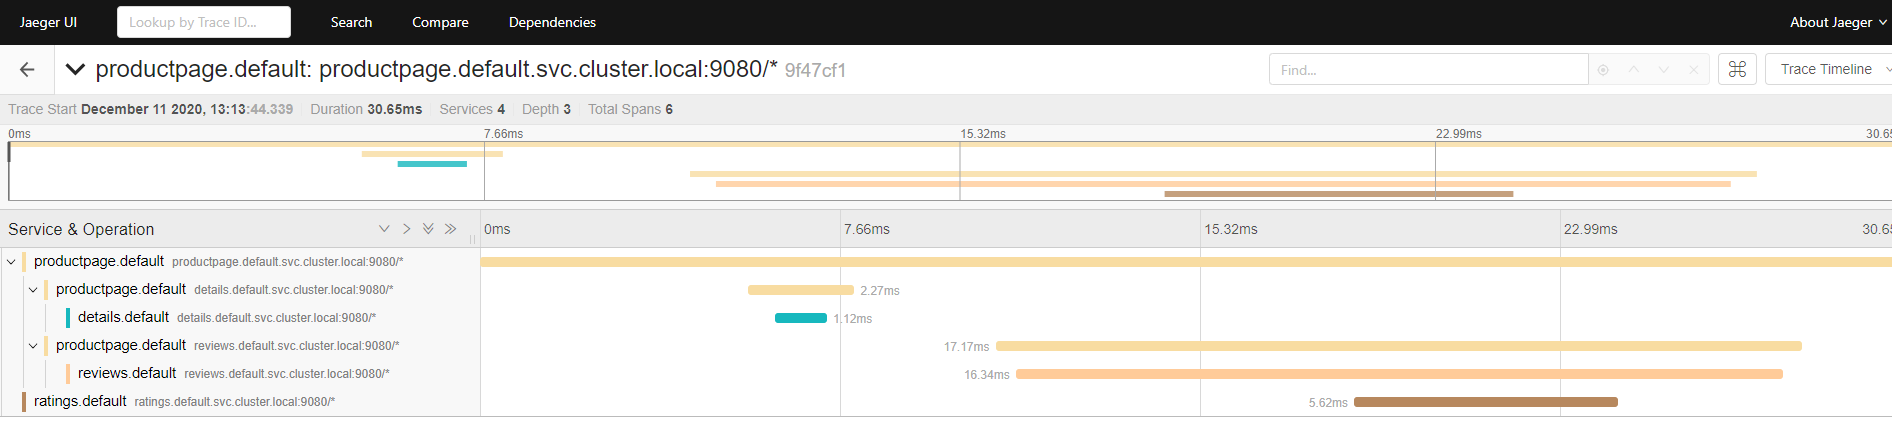 Jaeger UI Lookup by Trace ID... Search Compare Dependencies About Jaeger
productpage.default: productpage.default.svc.cluster.local:9080/* 9f47cf1 Find... Trace Timeline
Trace Start December 11 2020, 13:13:44.339 Duration 30.65ms Services 4 Depth 3 Total Spans 6
0ms 7.66ms 15.32ms 22.99ms 30.65
Service & Operation 0ms 7.66ms 15.32ms 22.99ms 30.65
productpage.default productpage.default.svc.cluster.local:9080/*
productpage.default details.default.svc.cluster.local:9080/* 2.27ms
details.default details.default.svc.cluster.local:9080/* 1.12ms
productpage.default reviews.default.svc.cluster.local:9080/* 17.17ms
reviews.default reviews.default.svc.cluster.local:9080/* 16.34ms
ratings.default ratings.default.svc.cluster.local:9080/* 5.62ms